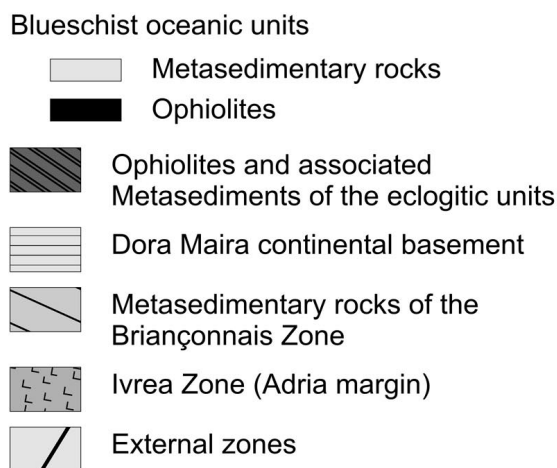 Blueschist oceanic units
Metasedimentary rocks
Ophiolites
Ophiolites and associated
Metasediments of the eclogitic units
Dora Maira continental basement
Metasedimentary rocks of the
Briançonnais Zone
Ivrea Zone (Adria margin)
External zones